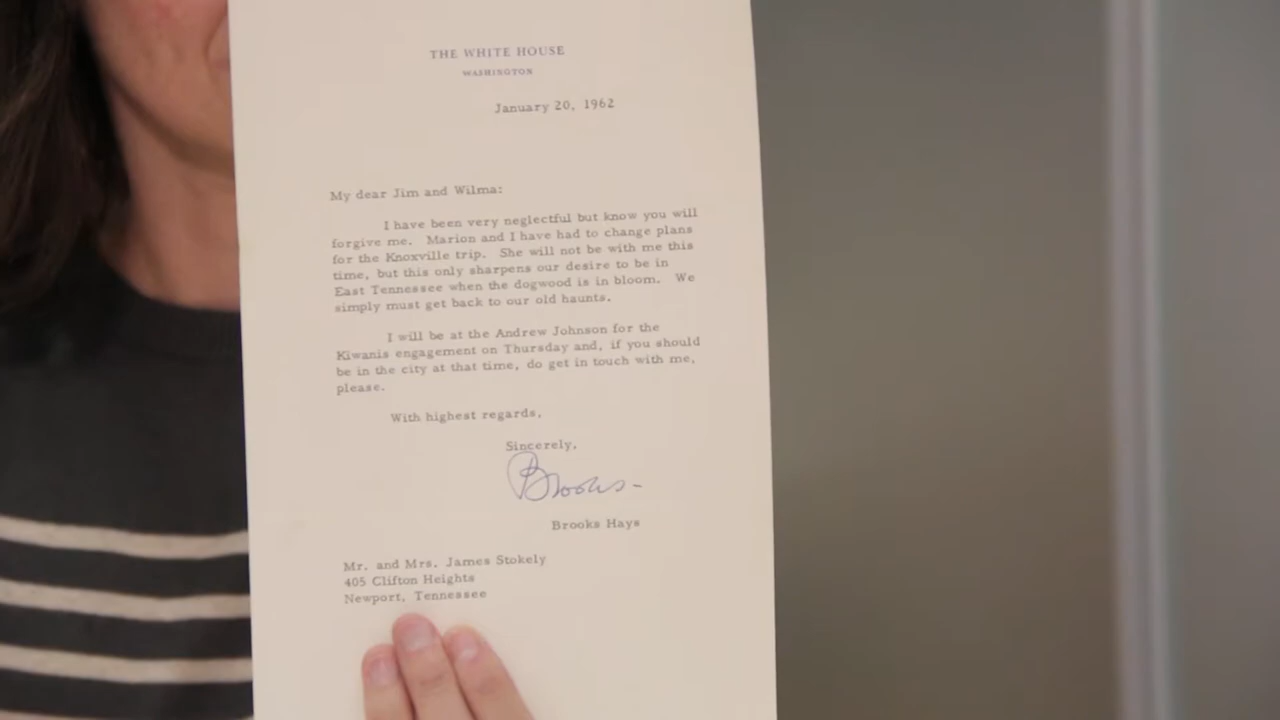 THE WHITE HOUSE
WASHINGTON
January 20, 1962
My dear Jim and Wilma:
I have been very neglectful but know you will
forgive me. Marion and I have had to change plans
for the Knoxville trip. She will not be with me this
time, but this only sharpens our desire to be in
East Tennessee when the dogwood is in bloom. We
simply must get back to our old haunts.
I will be at the Andrew Johnson for the
Kiwanis engagement on Thursday and, if you should
be in the city at that time, do get in touch with me,
please.
With highest regards,
Sincerely,
Brooks-
Brooks Hays
Mr. and Mrs. James Stokely
405 Clifton Heights
Newport, Tennessee